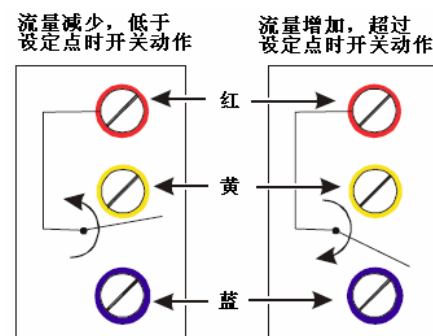 流量减少，低于
设定点时开关动作
流量增加，超过
设定点时开关动作
红
黄
蓝